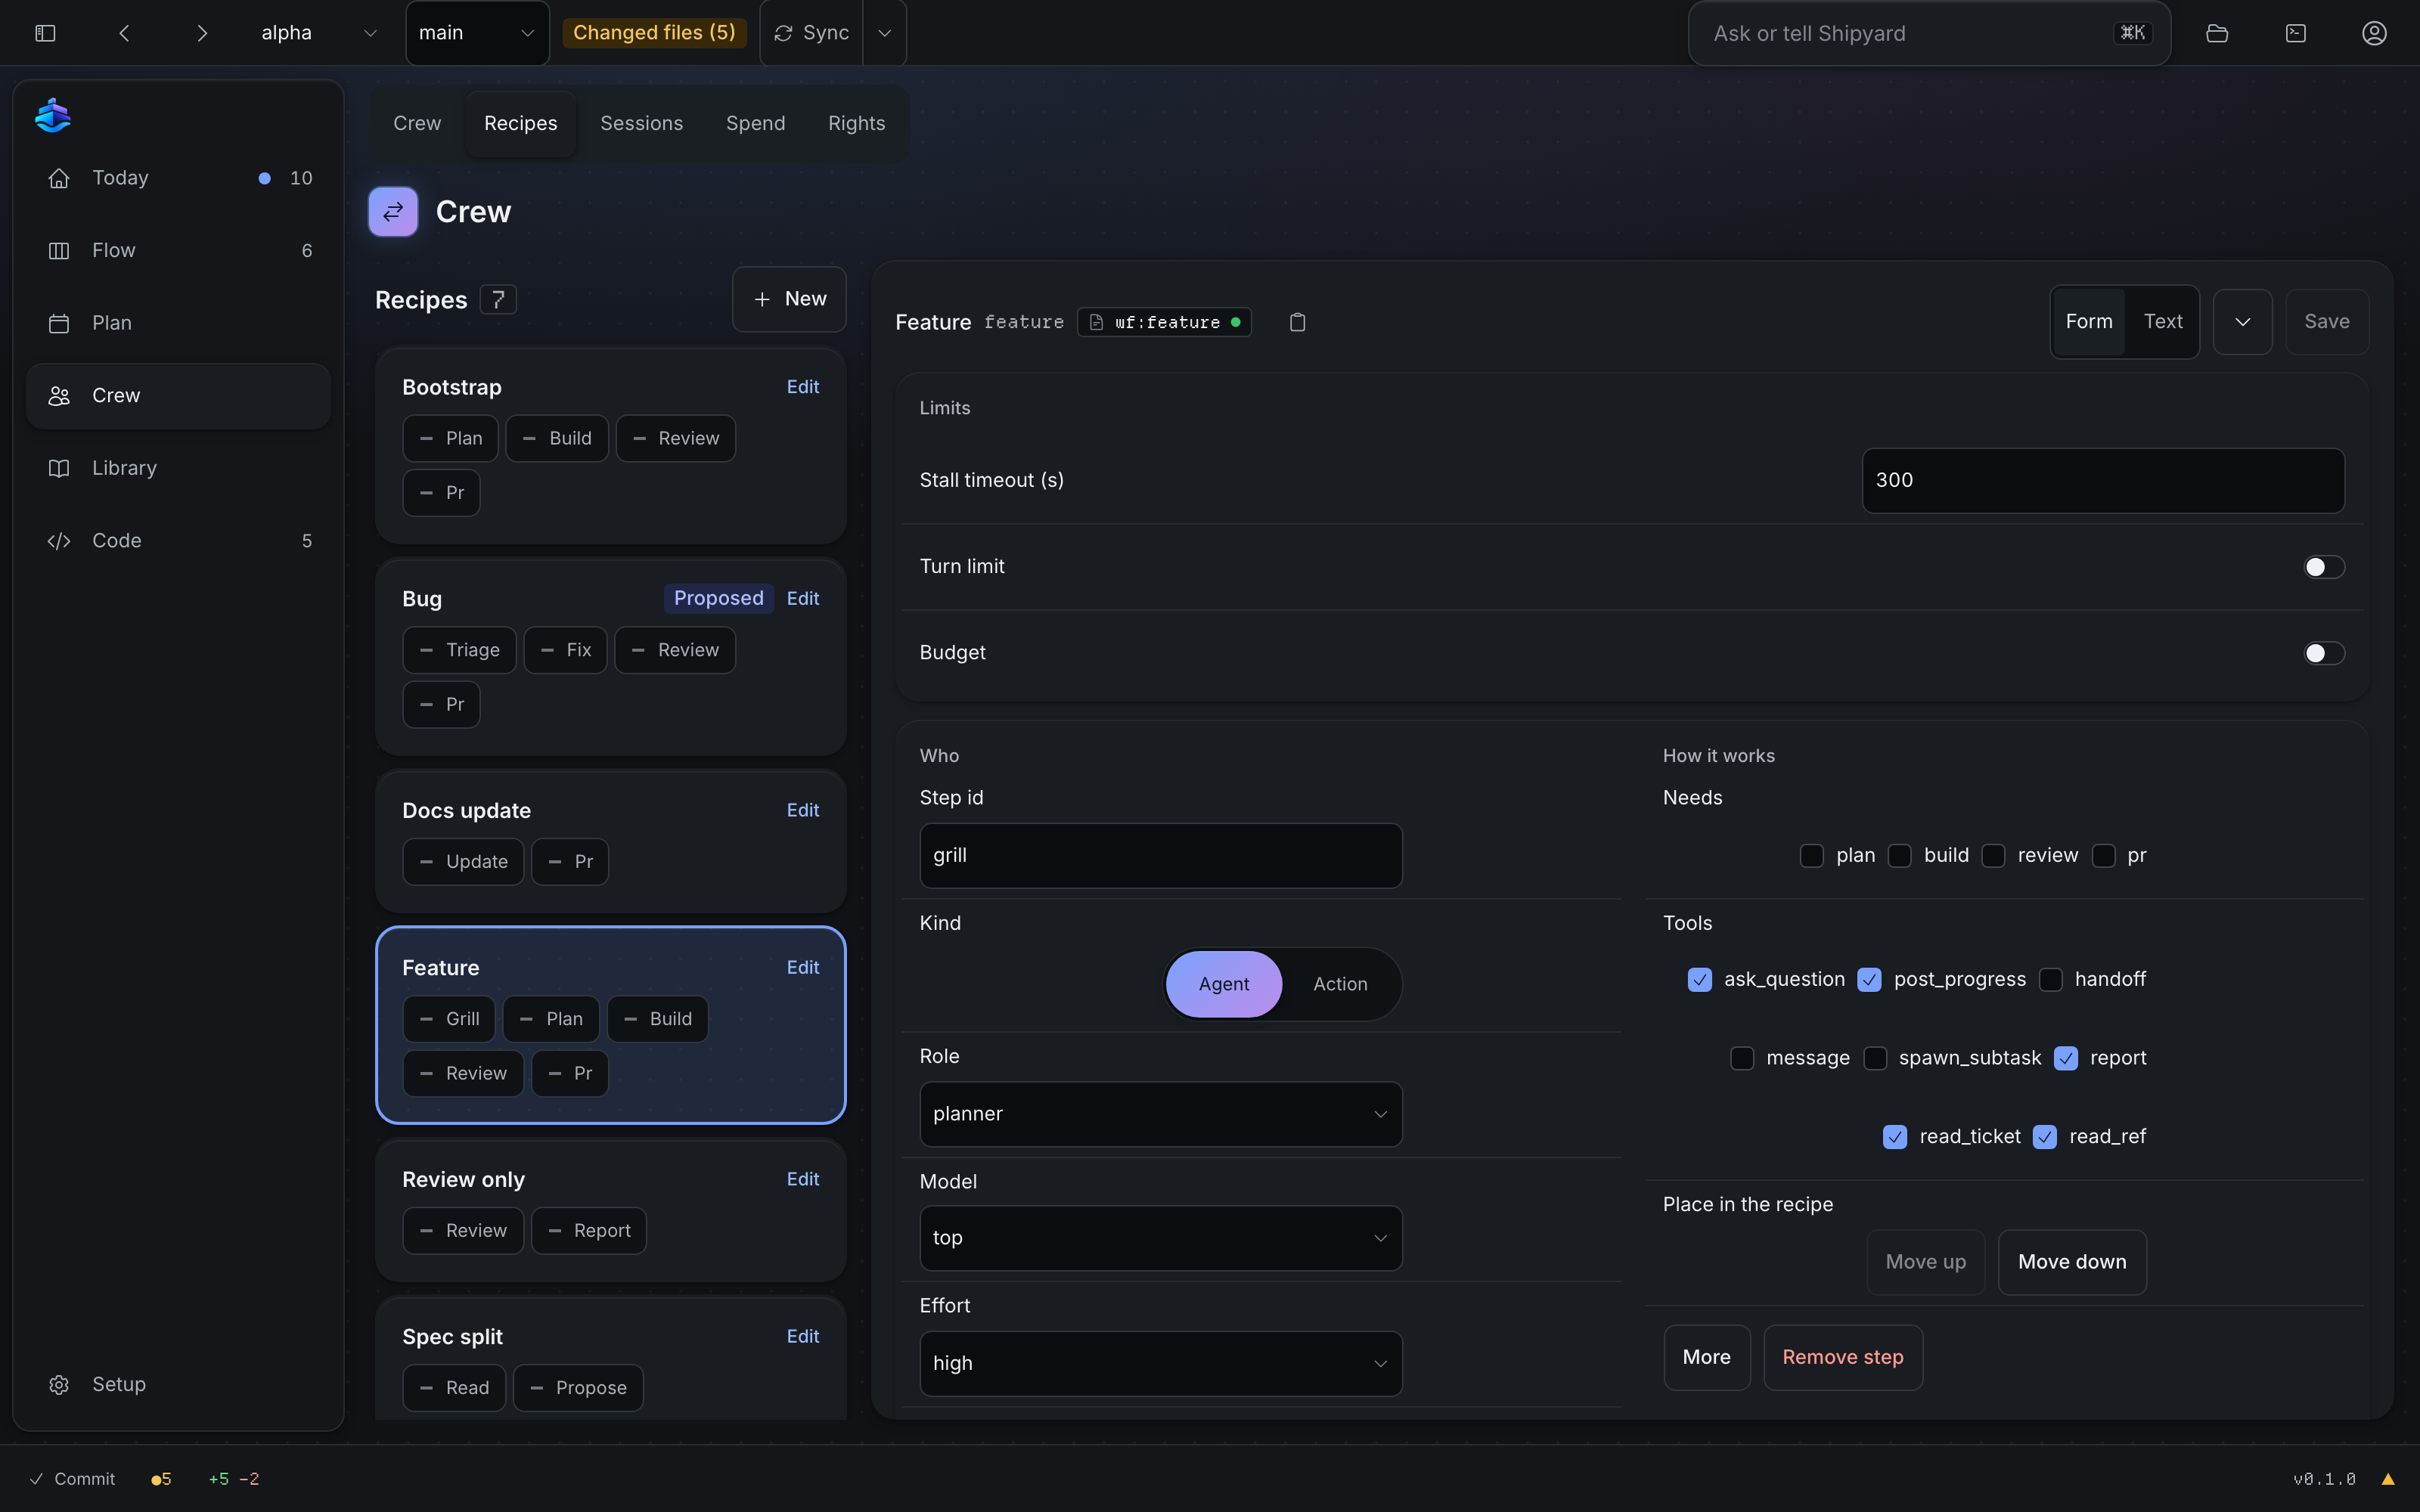 alpha
main
Changed files (5)
Sync
Ask or tell Shipyard
⌘K
Today 10
Flow 6
Plan
Crew
Library
Code 5
Setup
Crew Recipes Sessions Spend Rights
Crew
Recipes 7
New
Bootstrap Edit
Plan Build Review
Pr
Bug Proposed Edit
Triage Fix Review
Pr
Docs update Edit
Update Pr
Feature Edit
Grill Plan Build
Review Pr
Review only Edit
Review Report
Spec split Edit
Read Propose
Feature feature wf:feature
Form Text
Save
Limits
Stall timeout (s) 300
Turn limit
Budget
Who
Step id
grill
Kind
Agent Action
Role
planner
Model
top
Effort
high
How it works
Needs
plan build review pr
Tools
ask_question post_progress handoff
message spawn_subtask report
read_ticket read_ref
Place in the recipe
Move up Move down
More Remove step
Commit 5 +5 -2
v0.1.0